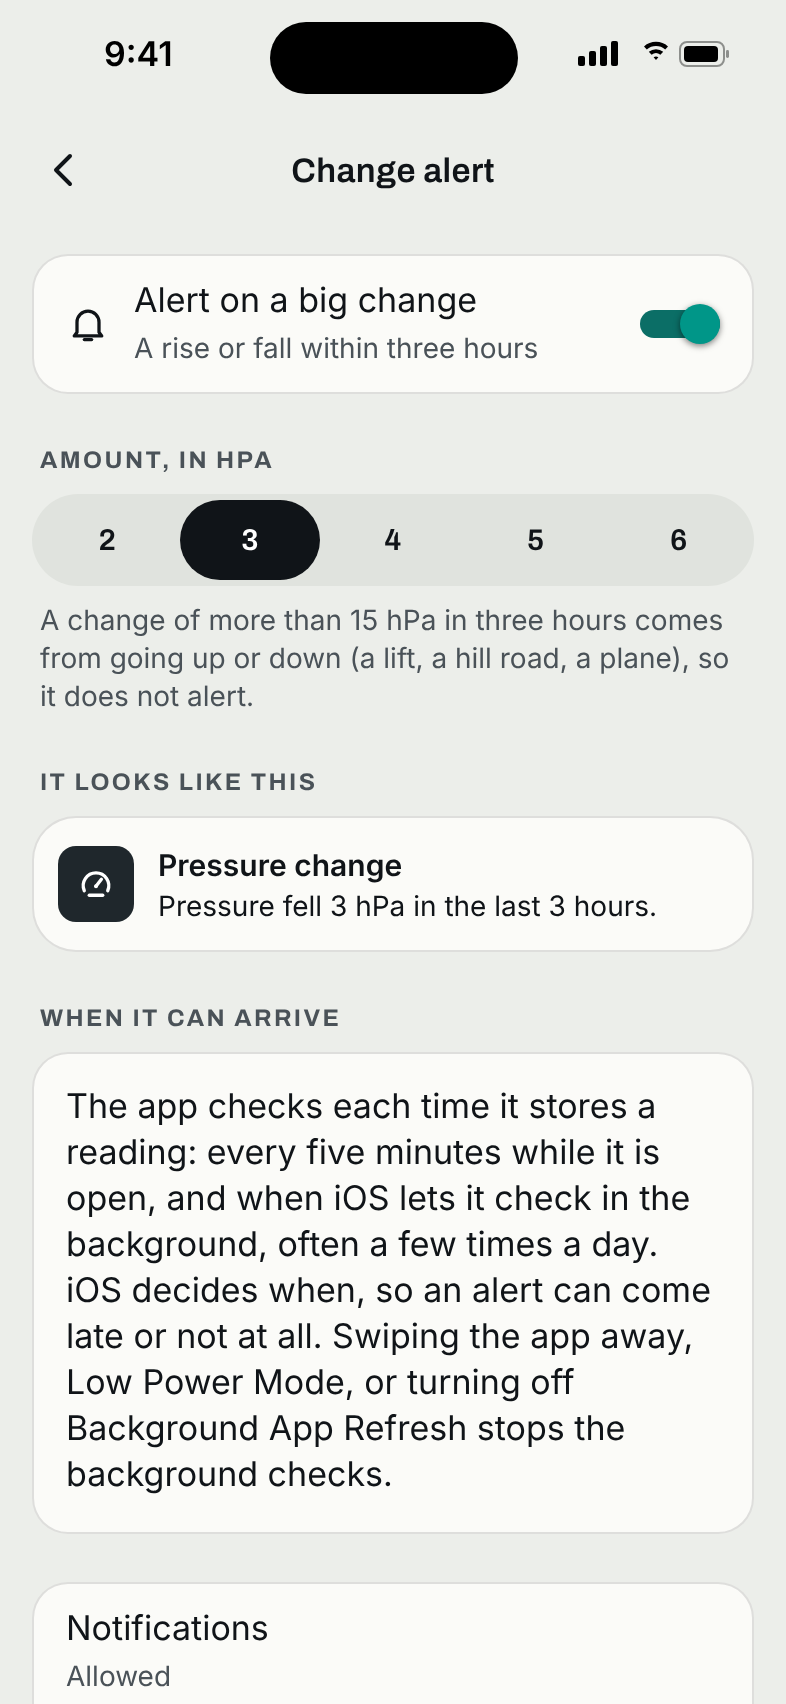 9:41
Change alert
Alert on a big change
A rise or fall within three hours
AMOUNT, IN HPA
2 3 4 5 6
A change of more than 15 hPa in three hours comes
from going up or down (a lift, a hill road, a plane), so
it does not alert.
IT LOOKS LIKE THIS
Pressure change
Pressure fell 3 hPa in the last 3 hours.
WHEN IT CAN ARRIVE
The app checks each time it stores a
reading: every five minutes while it is
open, and when iOS lets it check in the
background, often a few times a day.
iOS decides when, so an alert can come
late or not at all. Swiping the app away,
Low Power Mode, or turning off
Background App Refresh stops the
background checks.
Notifications
Allowed